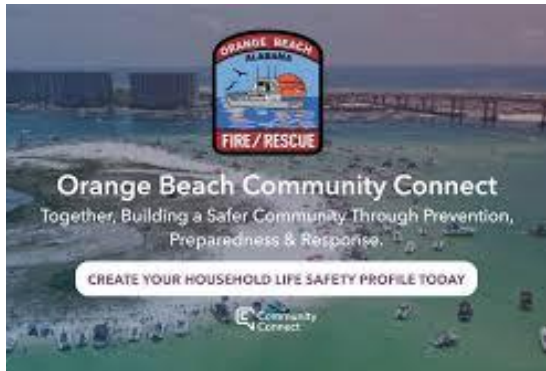 ORANGE BEACH
ALABAMA
FIRE/RESCUE
Orange Beach Community Connect
Together, Building a Safer Community Through Prevention,
Preparedness & Response.
CREATE YOUR HOUSEHOLD LIFE SAFETY PROFILE TODAY
Community
Connect